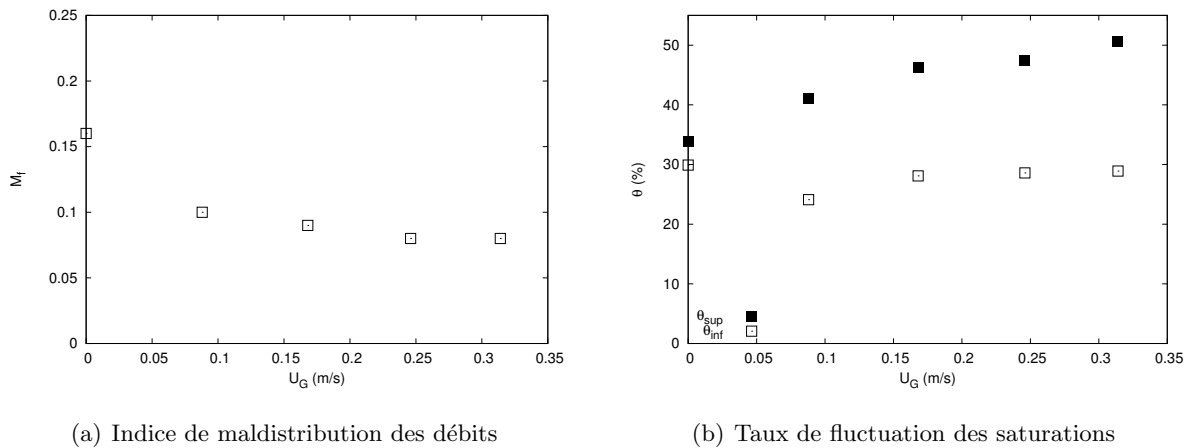 0.25
0.2
0.15
0.1
0.05
0
M_f
0 0.05 0.1 0.15 0.2 0.25 0.3 0.35
U_G (m/s)
(a) Indice de maldistribution des débits
50
40
30
20
10
0
θ (%)
θ_sup
θ_inf
0 0.05 0.1 0.15 0.2 0.25 0.3 0.35
U_G (m/s)
(b) Taux de fluctuation des saturations